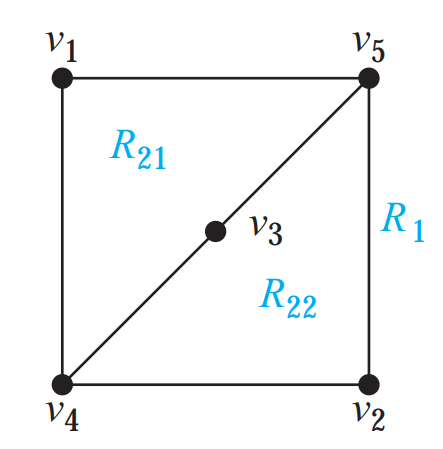 v₁ v₅
R₂₁
R₁
v₃
R₂₂
v₄ v₂